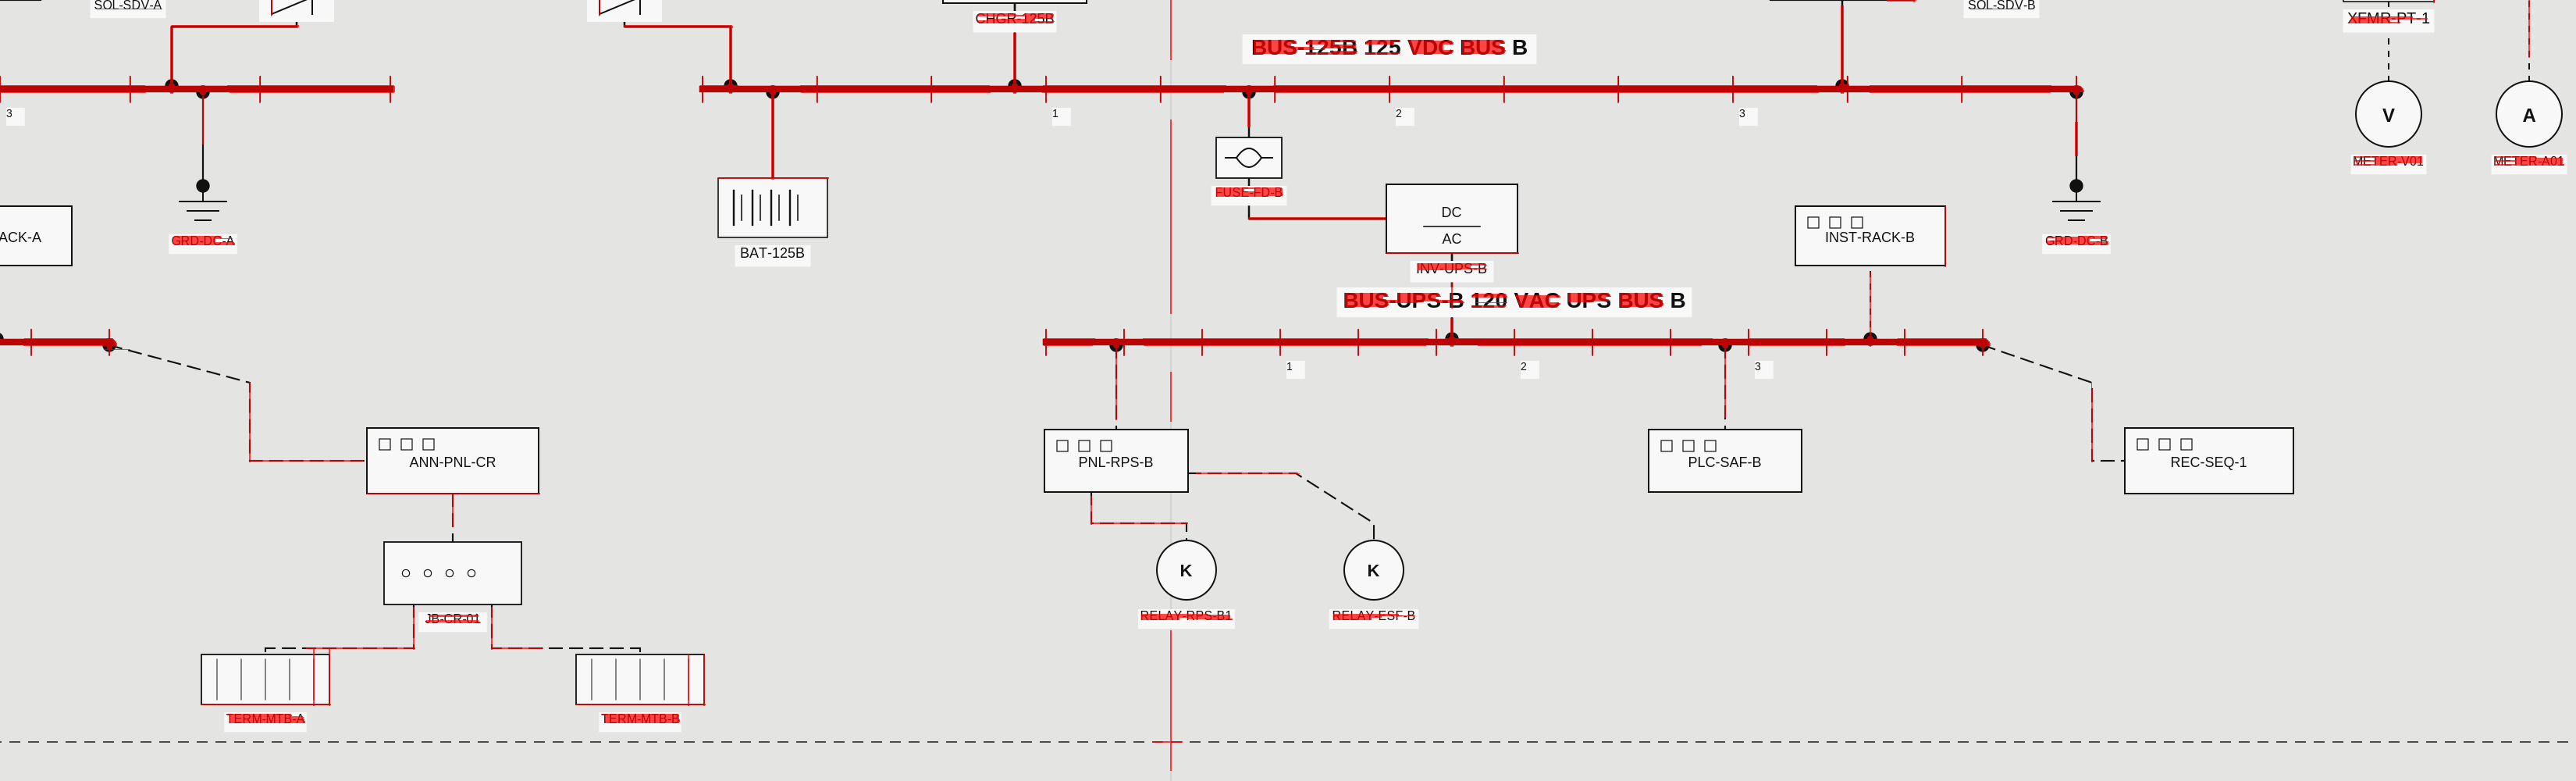 SOL-SDV-A
CHGR-125B
SOL-SDV-B
XFMR-PT-1
BUS-125B 125 VDC BUS B
3
1
2
3
V
A
METER-V01
METER-A01
FUSE-FD-B
DC
AC
ACK-A
GRD-DC-A
BAT-125B
INV-UPS-B
INST-RACK-B
GRD-DC-B
BUS-UPS-B 120 VAC UPS BUS B
1
2
3
ANN-PNL-CR
PNL-RPS-B
PLC-SAF-B
REC-SEQ-1
K
K
JB-CR-01
RELAY-RPS-B1
RELAY-ESF-B
TERM-MTB-A
TERM-MTB-B